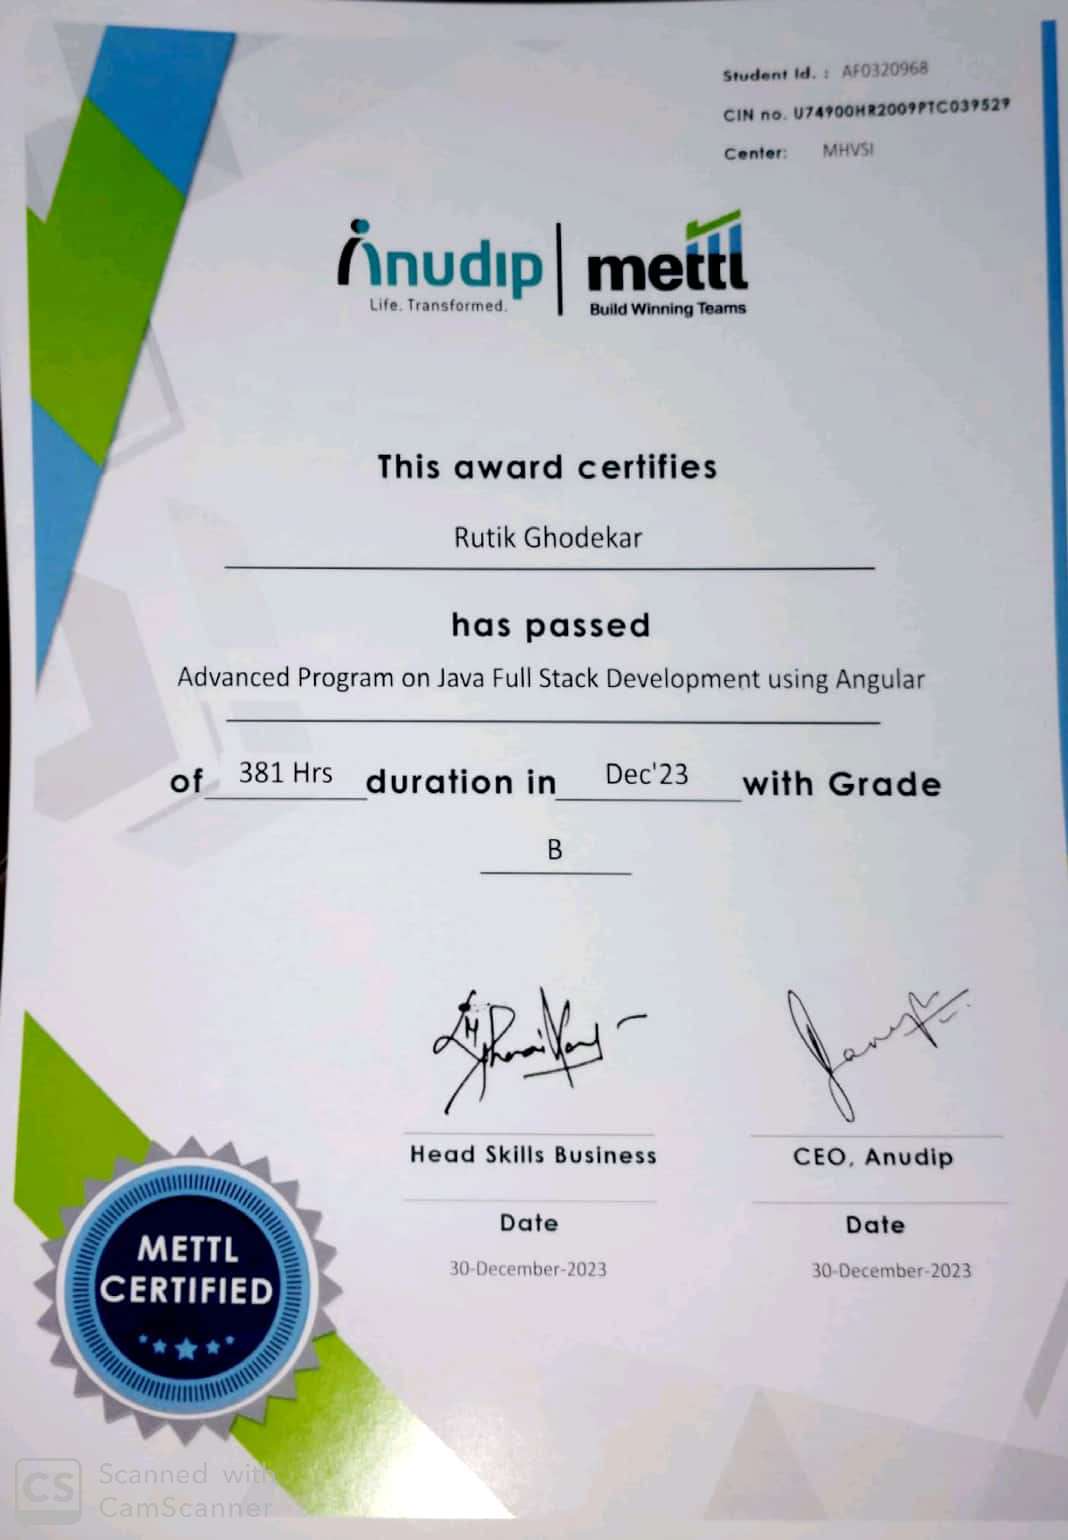 Student Id. : AF0320968
CIN no. U74900HR2009PTC039529
Center: MHVSI
Anudip
Life. Transformed.
mettl
Build Winning Teams
This award certifies
Rutik Ghodekar
has passed
Advanced Program on Java Full Stack Development using Angular
of 381 Hrs duration in Dec'23 with Grade
B
Head Skills Business
CEO, Anudip
Date
Date
30-December-2023
30-December-2023
METTL
CERTIFIED
CS
Scanned with
CamScanner